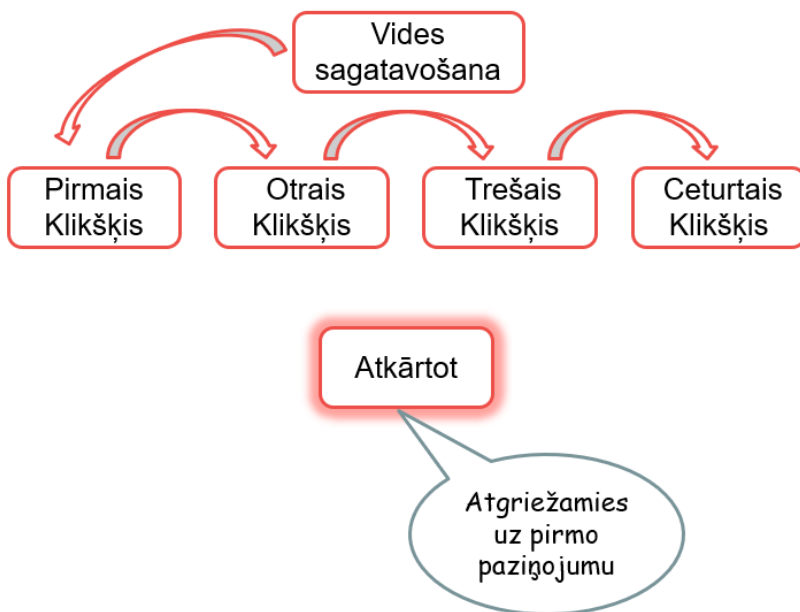 Vides
sagatavošana
Pirmais
Klikšķis
Otrais
Klikšķis
Trešais
Klikšķis
Ceturtais
Klikšķis
Atkārtot
Atgriežamies
uz pirmo
paziņojumu